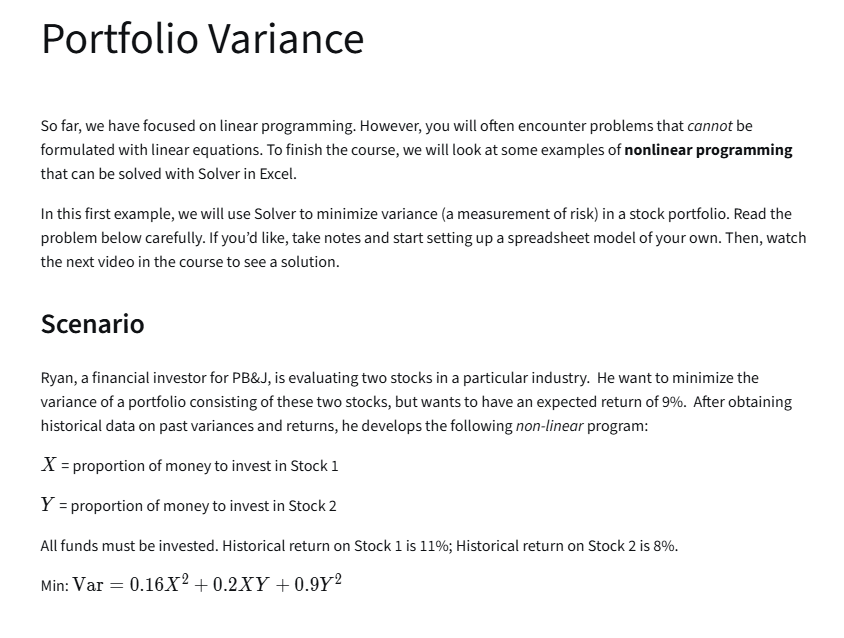 Portfolio Variance
So far, we have focused on linear programming. However, you will often encounter problems that cannot be
formulated with linear equations. To finish the course, we will look at some examples of nonlinear programming
that can be solved with Solver in Excel.
In this first example, we will use Solver to minimize variance (a measurement of risk) in a stock portfolio. Read the
problem below carefully. If you’d like, take notes and start setting up a spreadsheet model of your own. Then, watch
the next video in the course to see a solution.
Scenario
Ryan, a financial investor for PB&J, is evaluating two stocks in a particular industry.  He want to minimize the
variance of a portfolio consisting of these two stocks, but wants to have an expected return of 9%.  After obtaining
historical data on past variances and returns, he develops the following non-linear program:
X = proportion of money to invest in Stock 1
Y = proportion of money to invest in Stock 2
All funds must be invested. Historical return on Stock 1 is 11%; Historical return on Stock 2 is 8%.
Min: Var = 0.16X² + 0.2XY + 0.9Y²